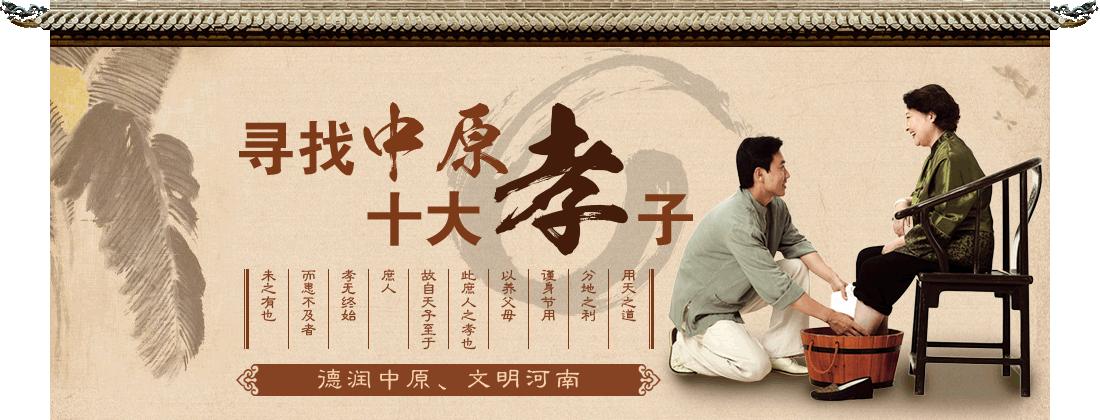 寻找中原
十大孝子
用天之道
分地之利
谨身节用
以养父母
此庶人之孝也
故自天子至于
庶人
孝无终始
而患不及者
未之有也
德润中原、文明河南